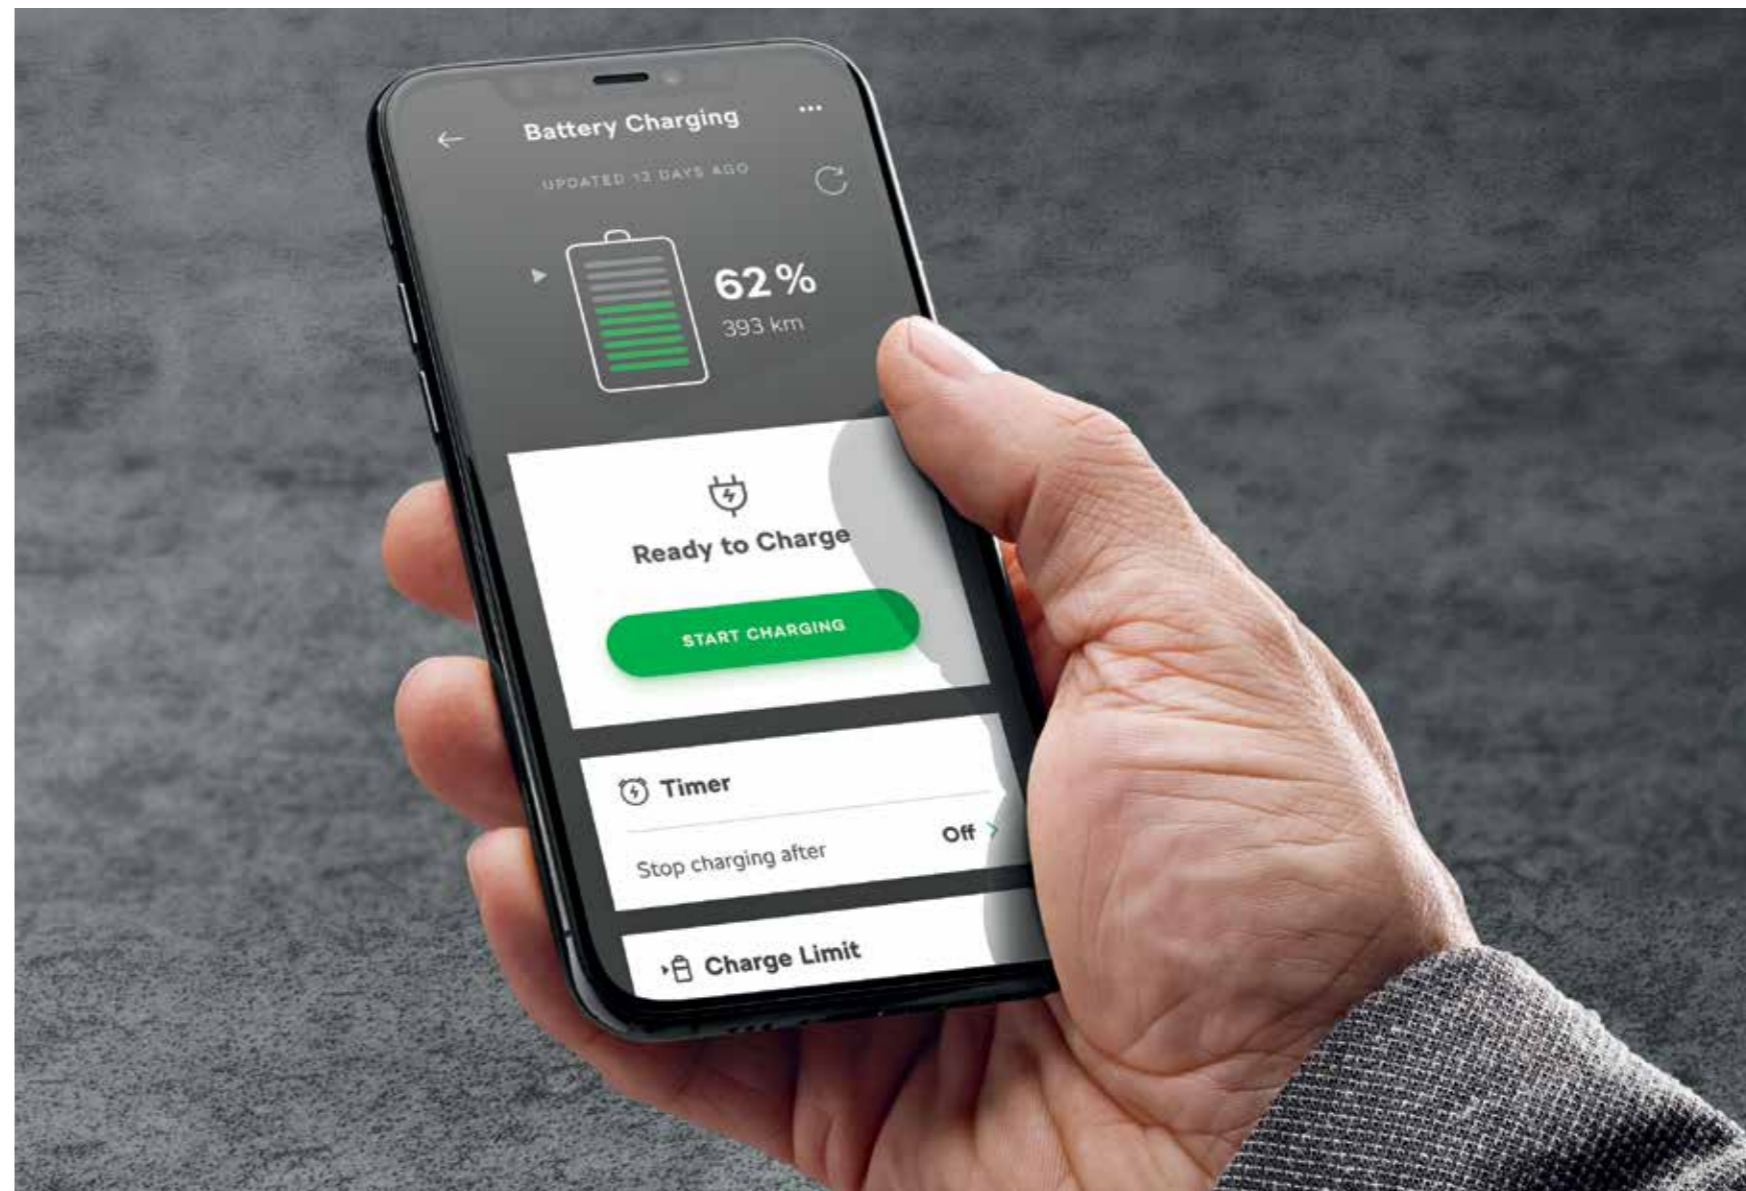 Battery Charging
UPDATED 12 DAYS AGO
62%
393 km
Ready to Charge
START CHARGING
Timer
Stop charging after Off
Charge Limit